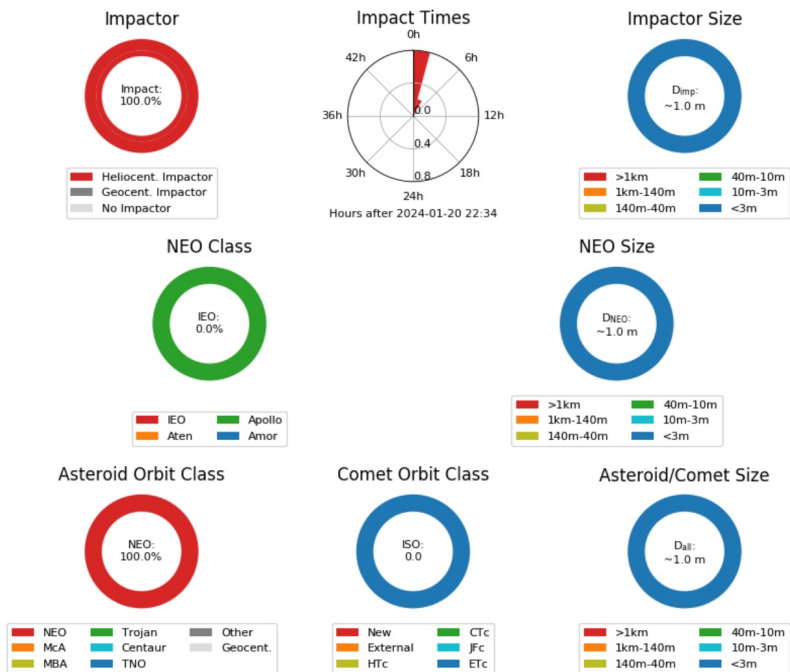 Impactor
Impact:
100.0%
Heliocent. Impactor
Geocent. Impactor
No Impactor
Impact Times
0h
6h
12h
18h
24h
30h
36h
42h
0.0
0.4
0.8
Hours after 2024-01-20 22:34
Impactor Size
Dimp:
~1.0 m
>1km
1km-140m
140m-40m
40m-10m
10m-3m
<3m
NEO Class
IEO:
0.0%
IEO
Aten
Apollo
Amor
NEO Size
DNEO:
~1.0 m
>1km
1km-140m
140m-40m
40m-10m
10m-3m
<3m
Asteroid Orbit Class
NEO:
100.0%
NEO
McA
MBA
Trojan
Centaur
TNO
Other
Geocent.
Comet Orbit Class
ISO:
0.0
New
External
HTc
CTc
JFc
ETc
Asteroid/Comet Size
Dall:
~1.0 m
>1km
1km-140m
140m-40m
40m-10m
10m-3m
<3m